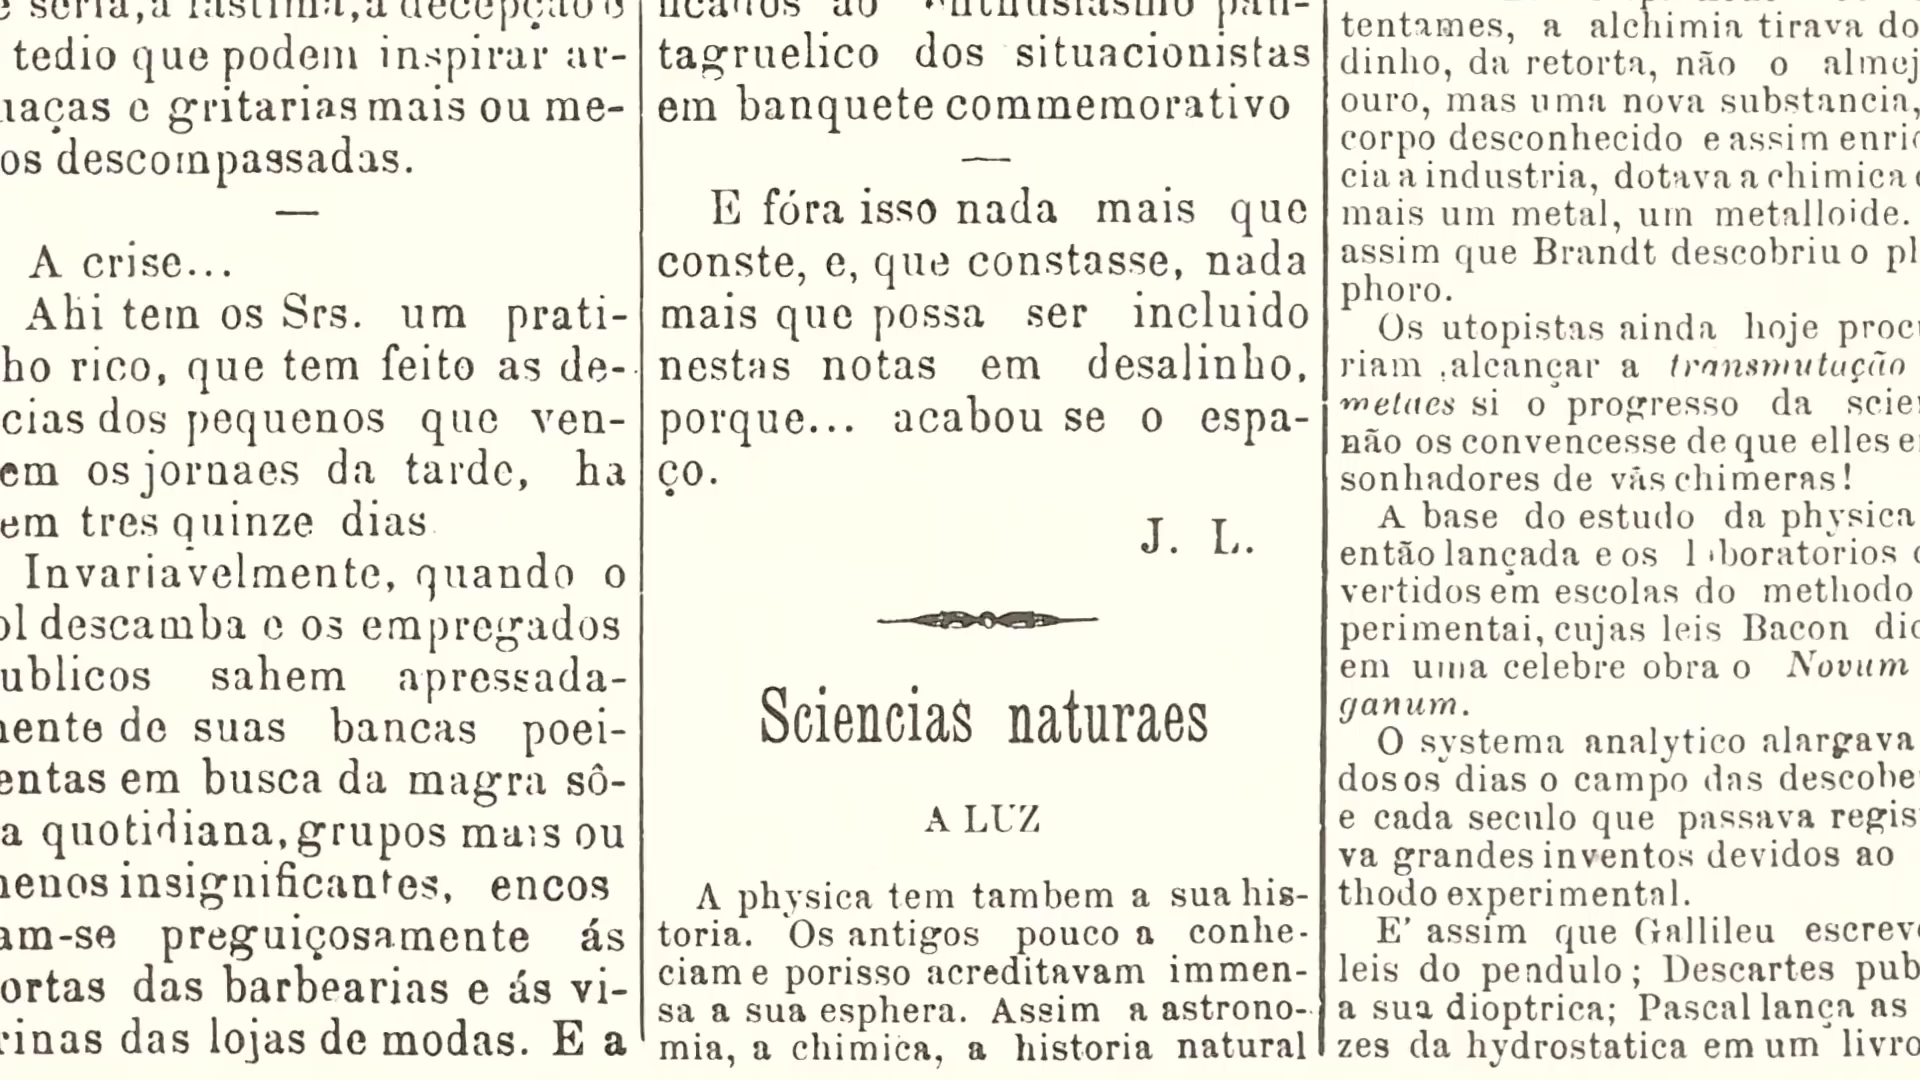 seria, a lastima, a decepção e
tedio que podem inspirar ar-
uaças e gritarias mais ou me-
os descompassadas.
—
A crise...
Ahi tem os Srs. um prati-
ho rico, que tem feito as de-
cias dos pequenos que ven-
em os jornaes da tarde, ha
em tres quinze dias
Invariavelmente, quando o
ol descamba e os empregados
ublicos sahem apressada-
mente de suas bancas poei-
entas em busca da magra sô-
a quotidiana, grupos mais ou
menos insignificantes, encos
am-se preguiçosamente ás
ortas das barbearias e ás vi-
rinas das lojas de modas. E a
ao enthusiasmo pan-
tagruelico dos situacionistas
em banquete commemorativo
—
E fóra isso nada mais que
conste, e, que constasse, nada
mais que possa ser incluido
nestas notas em desalinho,
porque... acabou se o espa-
ço.
J. L.
Sciencias naturaes
A LUZ
A physica tem tambem a sua his-
toria. Os antigos pouco a conhe-
ciam e porisso acreditavam immen-
sa a sua esphera. Assim a astrono-
mia, a chimica, a historia natural
tentames, a alchimia tirava do
dinho, da retorta, não o almej
ouro, mas uma nova substancia,
corpo desconhecido e assim enri
cia a industria, dotava a chimica
mais um metal, um metalloide.
assim que Brandt descobriu o p
phoro.
Os utopistas ainda hoje proc
riam alcançar a transmutação
metaes si o progresso da scie
não os convencesse de que elles e
sonhadores de vãs chimeras!
A base do estudo da physica
então lançada e os l boratorios
vertidos em escolas do methodo
perimentai, cujas leis Bacon dic
em uma celebre obra o Novum
ganum.
O systema analytico alargava
dos os dias o campo das descobe
e cada seculo que passava regis
va grandes inventos devidos ao
thodo experimental.
E' assim que Gallileu escreve
leis do pendulo; Descartes pub
a sua dioptrica; Pascal lança as
zes da hydrostatica em um livro